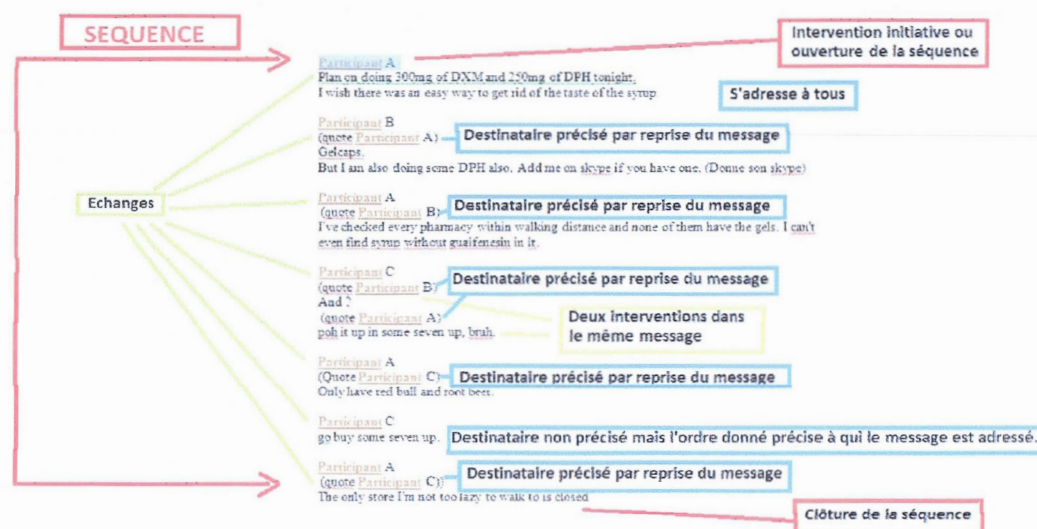 SEQUENCE
Intervention initiative ou
ouverture de la séquence
Participant A
Plan on doing 300mg of DXM and 250mg of DPH tonight.
I wish there was an easy way to get rid of the taste of the syrup
S'adresse à tous
Participant B
(quote Participant A) Destinataire précisé par reprise du message
Gelcaps.
But I am also doing some DPH also. Add me on skype if you have one. (Donne son skype)
Echanges
Participant A
(quote Participant B) Destinataire précisé par reprise du message
I've checked every pharmacy within walking distance and none of them have the gels. I can't
even find syrup without guaifenesin in it.
Participant C
(quote Participant B) Destinataire précisé par reprise du message
And ?
(quote Participant A)
Deux interventions dans
le même message
poh it up in some seven up, bruh.
Participant A
(Quote Participant C) Destinataire précisé par reprise du message
Only have red bull and root beer.
Participant C
go buy some seven up. Destinataire non précisé mais l'ordre donné précise à qui le message est adressé.
Participant A
(quote Participant C)) Destinataire précisé par reprise du message
The only store I'm not too lazy to walk to is closed
Clôture de la séquence